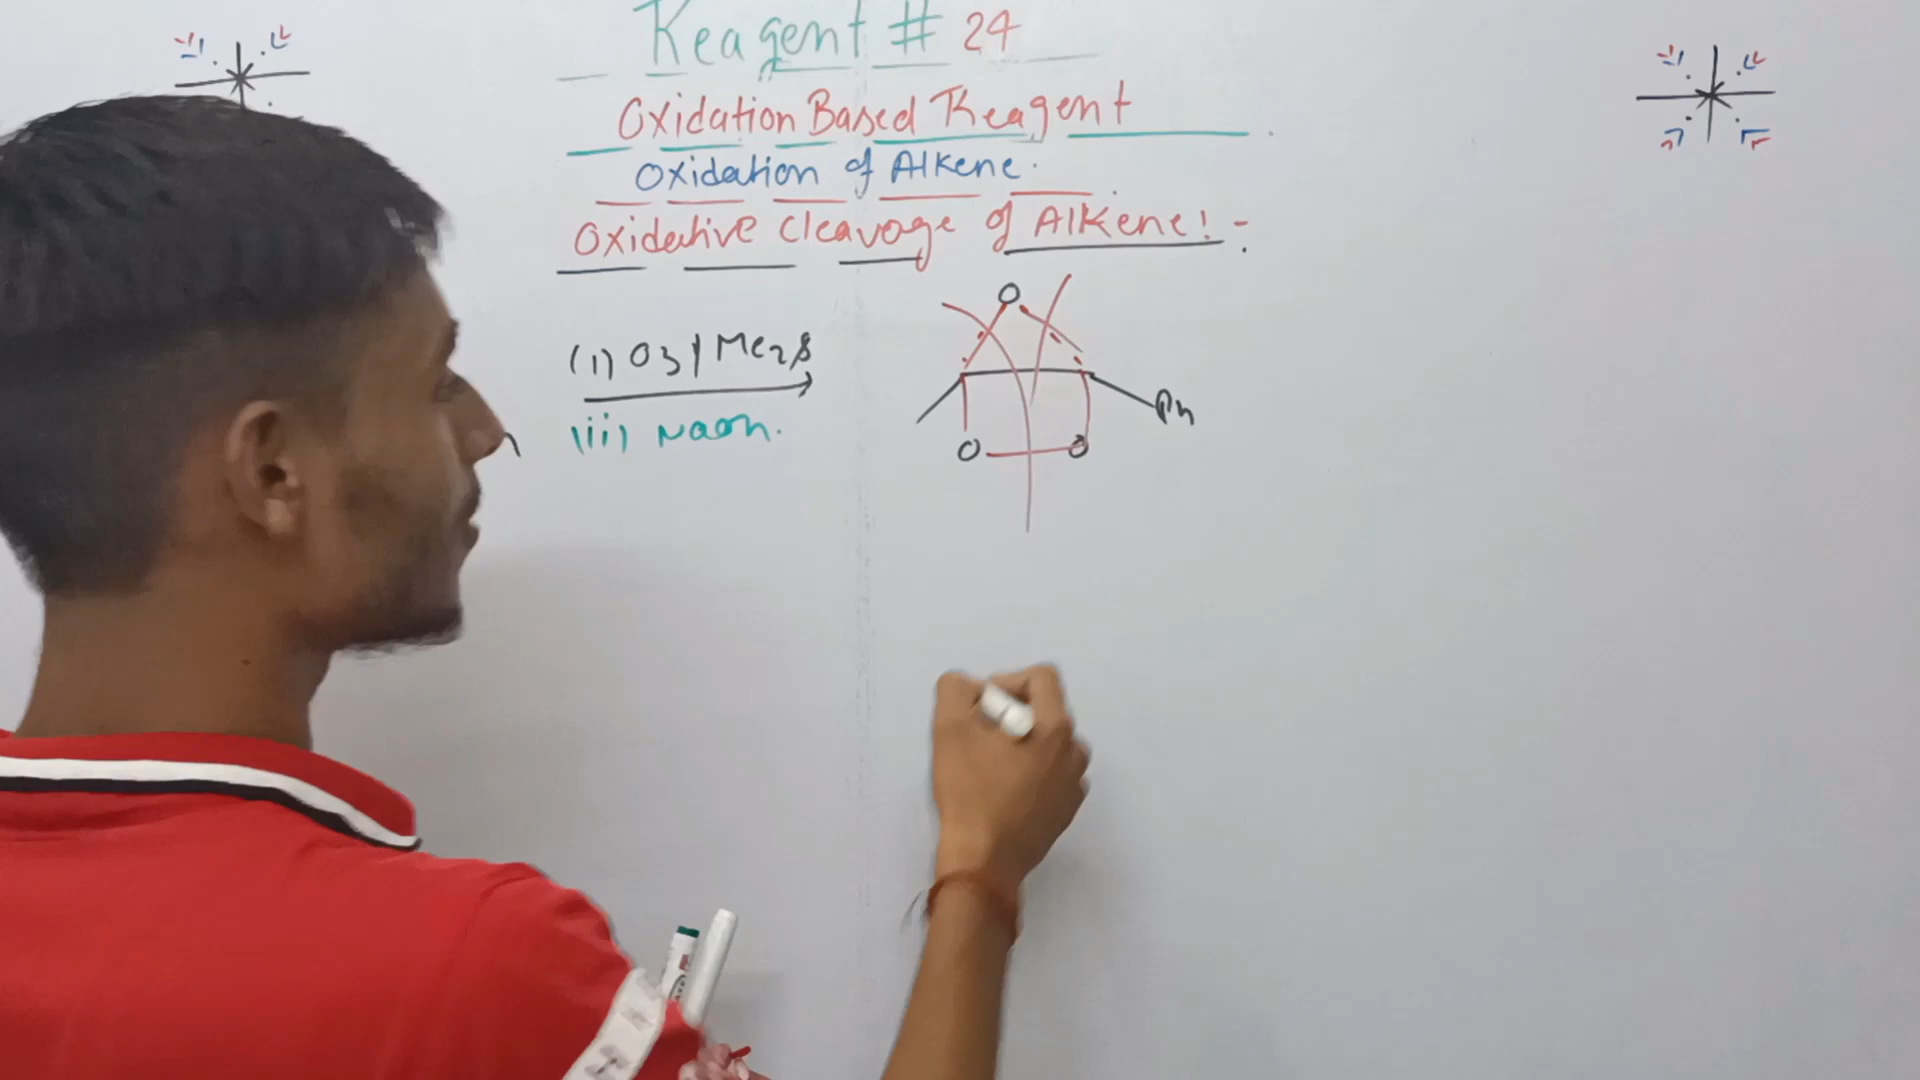 Reagent # 24
Oxidation Based Reagent
Oxidation of Alkene.
Oxidative Cleavage of Alkene! -
(i) O3 | Me2S
(ii) NaOH.
O
Ph
O O